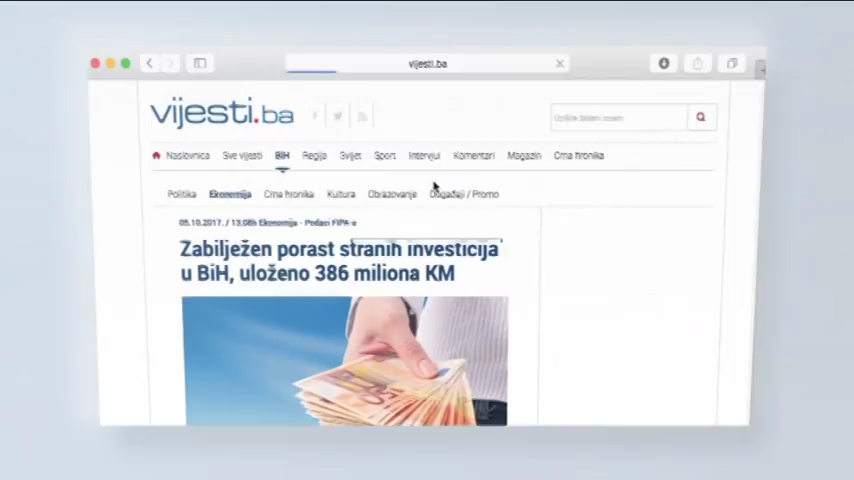 vijesti.ba
vijesti.ba
Naslovnica Sve vijesti BiH Regija Svijet Sport Intervjui Komentari Magazin Crna hronika
Politika Ekonomija Crna hronika Kultura Obrazovanje Događaji / Promo
05.10.2017. / 13:08h Ekonomija - Podaci FIPA-e
Zabilježen porast stranih investicija
u BiH, uloženo 386 miliona KM